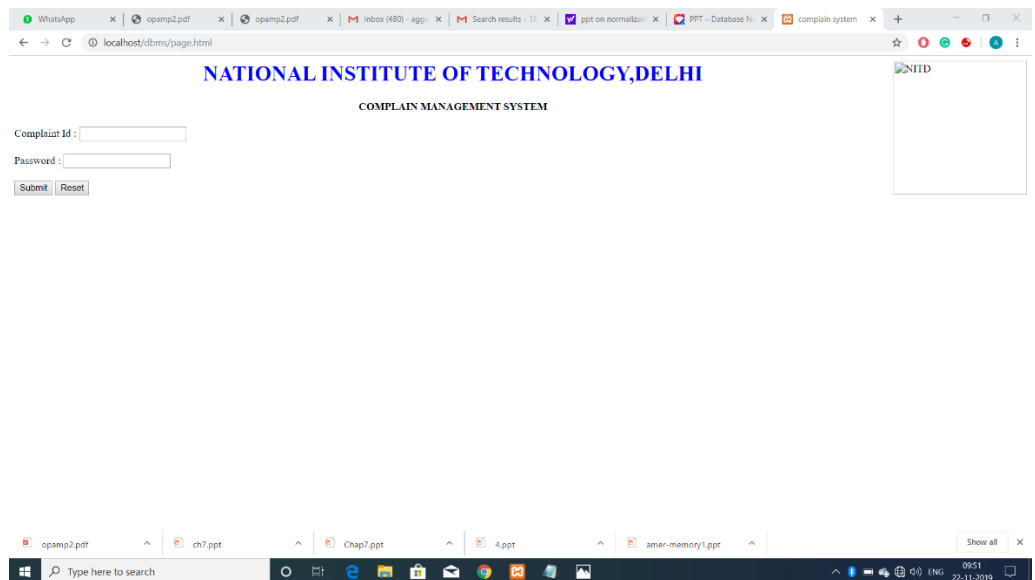 WhatsApp
opamp2.pdf
opamp2.pdf
Inbox (480) - agga
Search results - 18
ppt on normalizati
PPT – Database No
complain system
localhost/dbms/page.html
NATIONAL INSTITUTE OF TECHNOLOGY,DELHI
NITD
COMPLAIN MANAGEMENT SYSTEM
Complaint Id :
Password :
Submit Reset
opamp2.pdf
ch7.ppt
Chap7.ppt
4.ppt
amer-memory1.ppt
Show all
Type here to search
ENG
09:51
22-11-2019